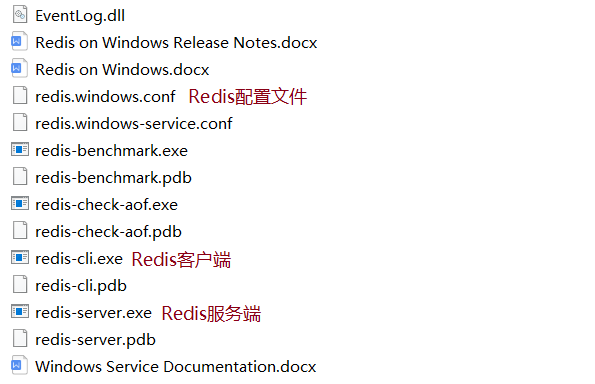 EventLog.dll
Redis on Windows Release Notes.docx
Redis on Windows.docx
redis.windows.conf Redis配置文件
redis.windows-service.conf
redis-benchmark.exe
redis-benchmark.pdb
redis-check-aof.exe
redis-check-aof.pdb
redis-cli.exe Redis客户端
redis-cli.pdb
redis-server.exe Redis服务端
redis-server.pdb
Windows Service Documentation.docx